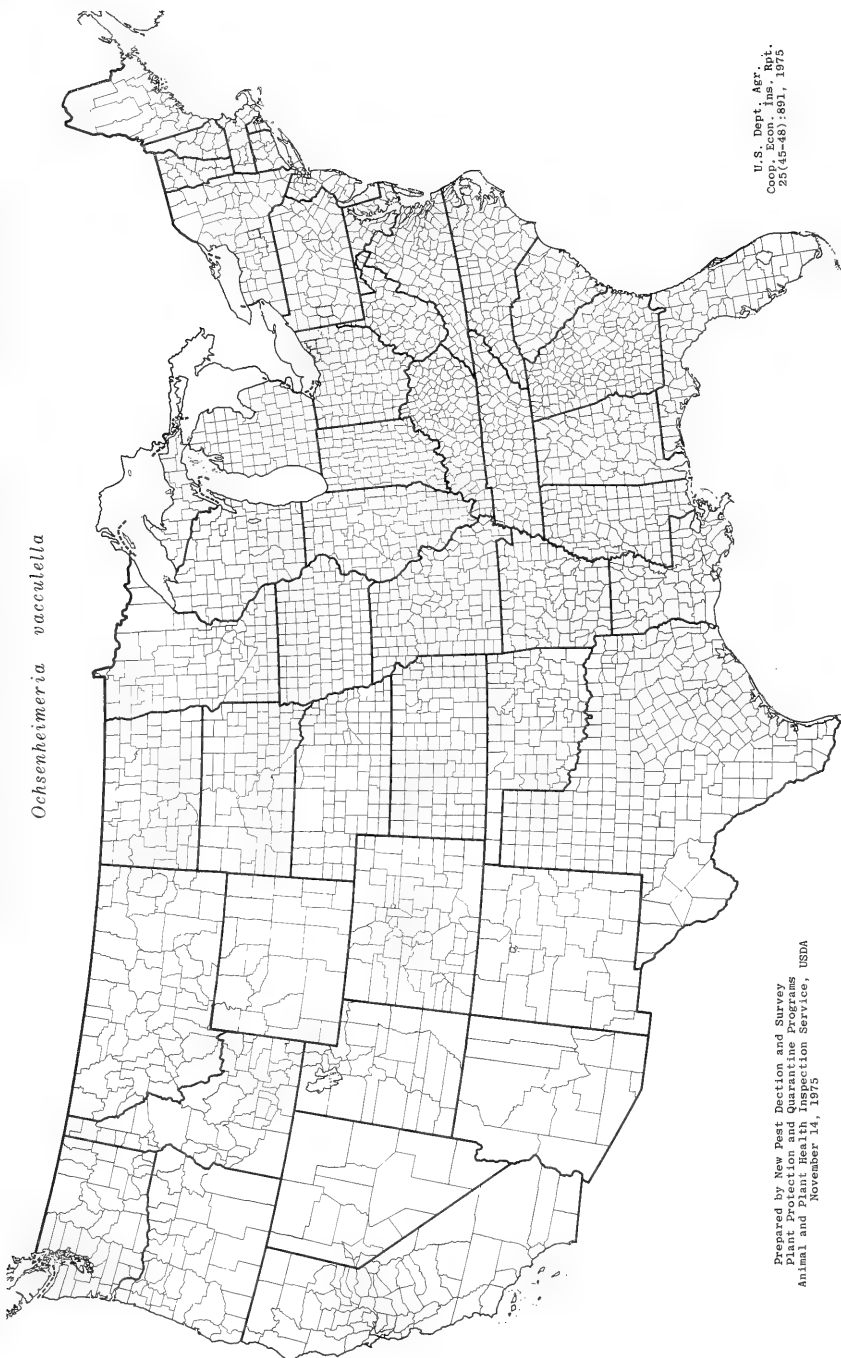 Ochsenheimeria vacculella
U.S. Dept. Agr.
Coop. Econ. Ins. Rpt.
25(45-48):891, 1975
Prepared by New Pest Dection and Survey
Plant Protection and Quarantine Programs
Animal and Plant Health Inspection Service, USDA
November 14, 1975